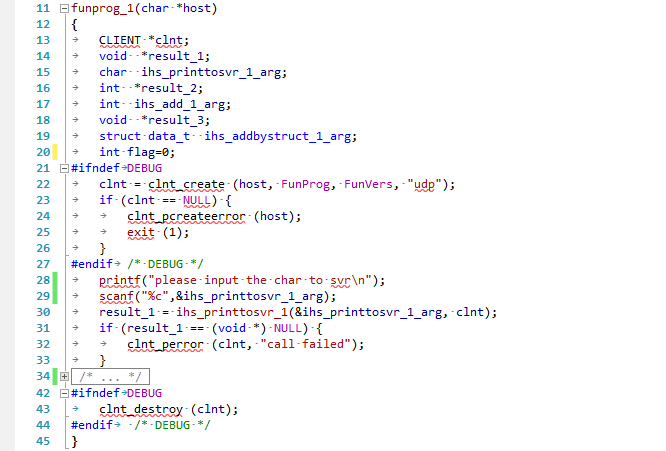 11 funprog_1(char *host)
12 {
13 CLIENT *clnt;
14 void  *result_1;
15 char  ihs_printtosvr_1_arg;
16 int  *result_2;
17 int  ihs_add_1_arg;
18 void  *result_3;
19 struct data_t  ihs_addbystruct_1_arg;
20 int flag=0;
21 #ifndef DEBUG
22 clnt = clnt_create (host, FunProg, FunVers, "udp");
23 if (clnt == NULL) {
24 clnt_pcreateerror (host);
25 exit (1);
26 }
27 #endif /* DEBUG */
28 printf("please input the char to svr\n");
29 scanf("%c",&ihs_printtosvr_1_arg);
30 result_1 = ihs_printtosvr_1(&ihs_printtosvr_1_arg, clnt);
31 if (result_1 == (void *) NULL) {
32 clnt_perror (clnt, "call failed");
33 }
34 /* ... */
42 #ifndef DEBUG
43 clnt_destroy (clnt);
44 #endif /* DEBUG */
45 }